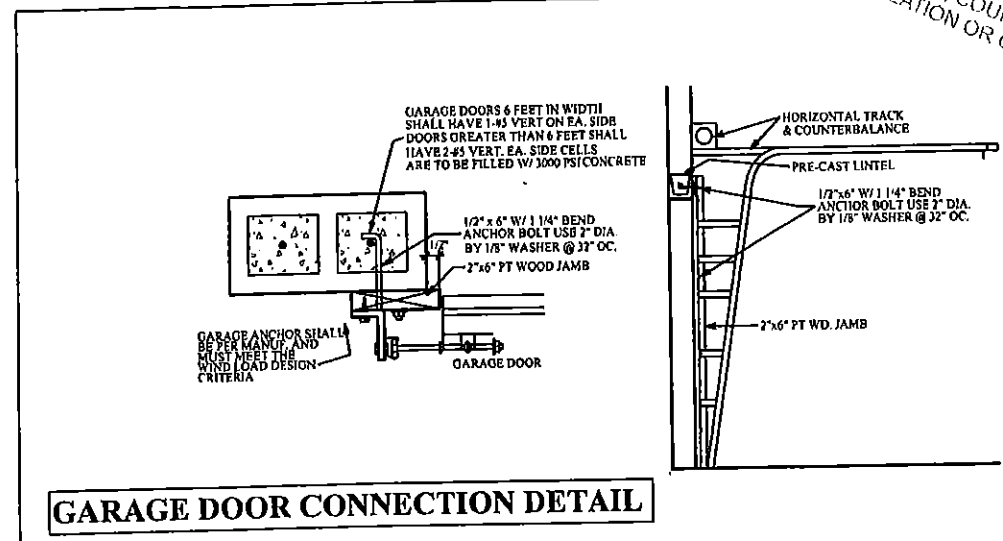 GARAGE DOORS 6 FEET IN WIDTH
SHALL HAVE 1-#5 VERT ON EA. SIDE
DOORS GREATER THAN 6 FEET SHALL
HAVE 2-#5 VERT. EA. SIDE CELLS
ARE TO BE FILLED W/ 3000 PSI CONCRETE
1/2" x 6" W/ 1 1/4" BEND
ANCHOR BOLT USE 2" DIA.
BY 1/8" WASHER @ 32" OC.
1/2"
2"x6" PT WOOD JAMB
GARAGE ANCHOR SHALL
BE PER MANUF. AND
MUST MEET THE
WIND LOAD DESIGN
CRITERIA
GARAGE DOOR
HORIZONTAL TRACK
& COUNTERBALANCE
PRE-CAST LINTEL
1/2"x6" W/ 1 1/4" BEND
ANCHOR BOLT USE 2" DIA.
BY 1/8" WASHER @ 32" OC.
2"x6" PT WD. JAMB
GARAGE DOOR CONNECTION DETAIL
OR